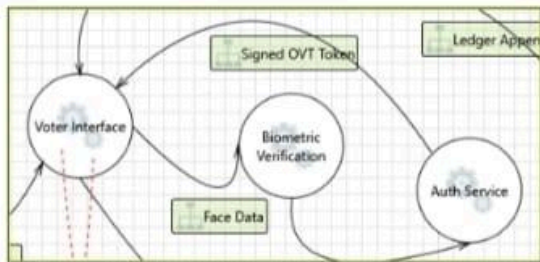 Signed OVT Token
Ledger Appen
Voter Interface
Biometric
Verification
Auth Service
Face Data